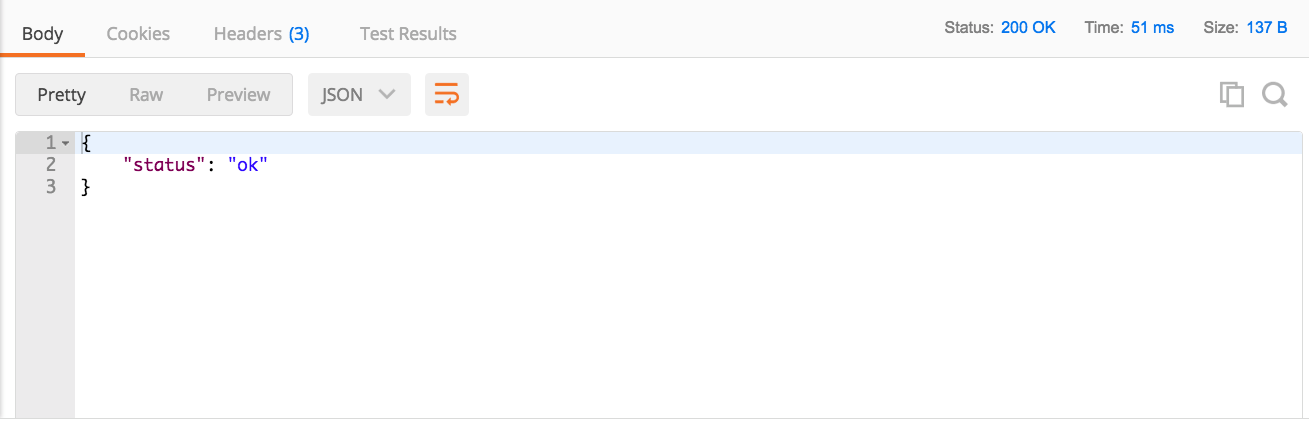 Body Cookies Headers (3) Test Results Status: 200 OK Time: 51 ms Size: 137 B
Pretty Raw Preview JSON
1 {
2 "status": "ok"
3 }